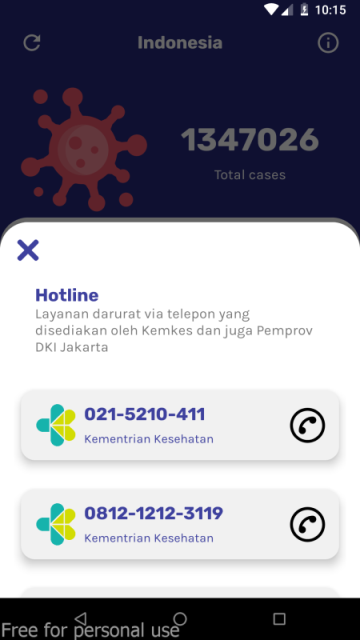 10:15
Indonesia
1347026
Total cases
Hotline
Layanan darurat via telepon yang
disediakan oleh Kemkes dan juga Pemprov
DKI Jakarta
021-5210-411
Kementrian Kesehatan
0812-1212-3119
Kementrian Kesehatan
Free for personal use